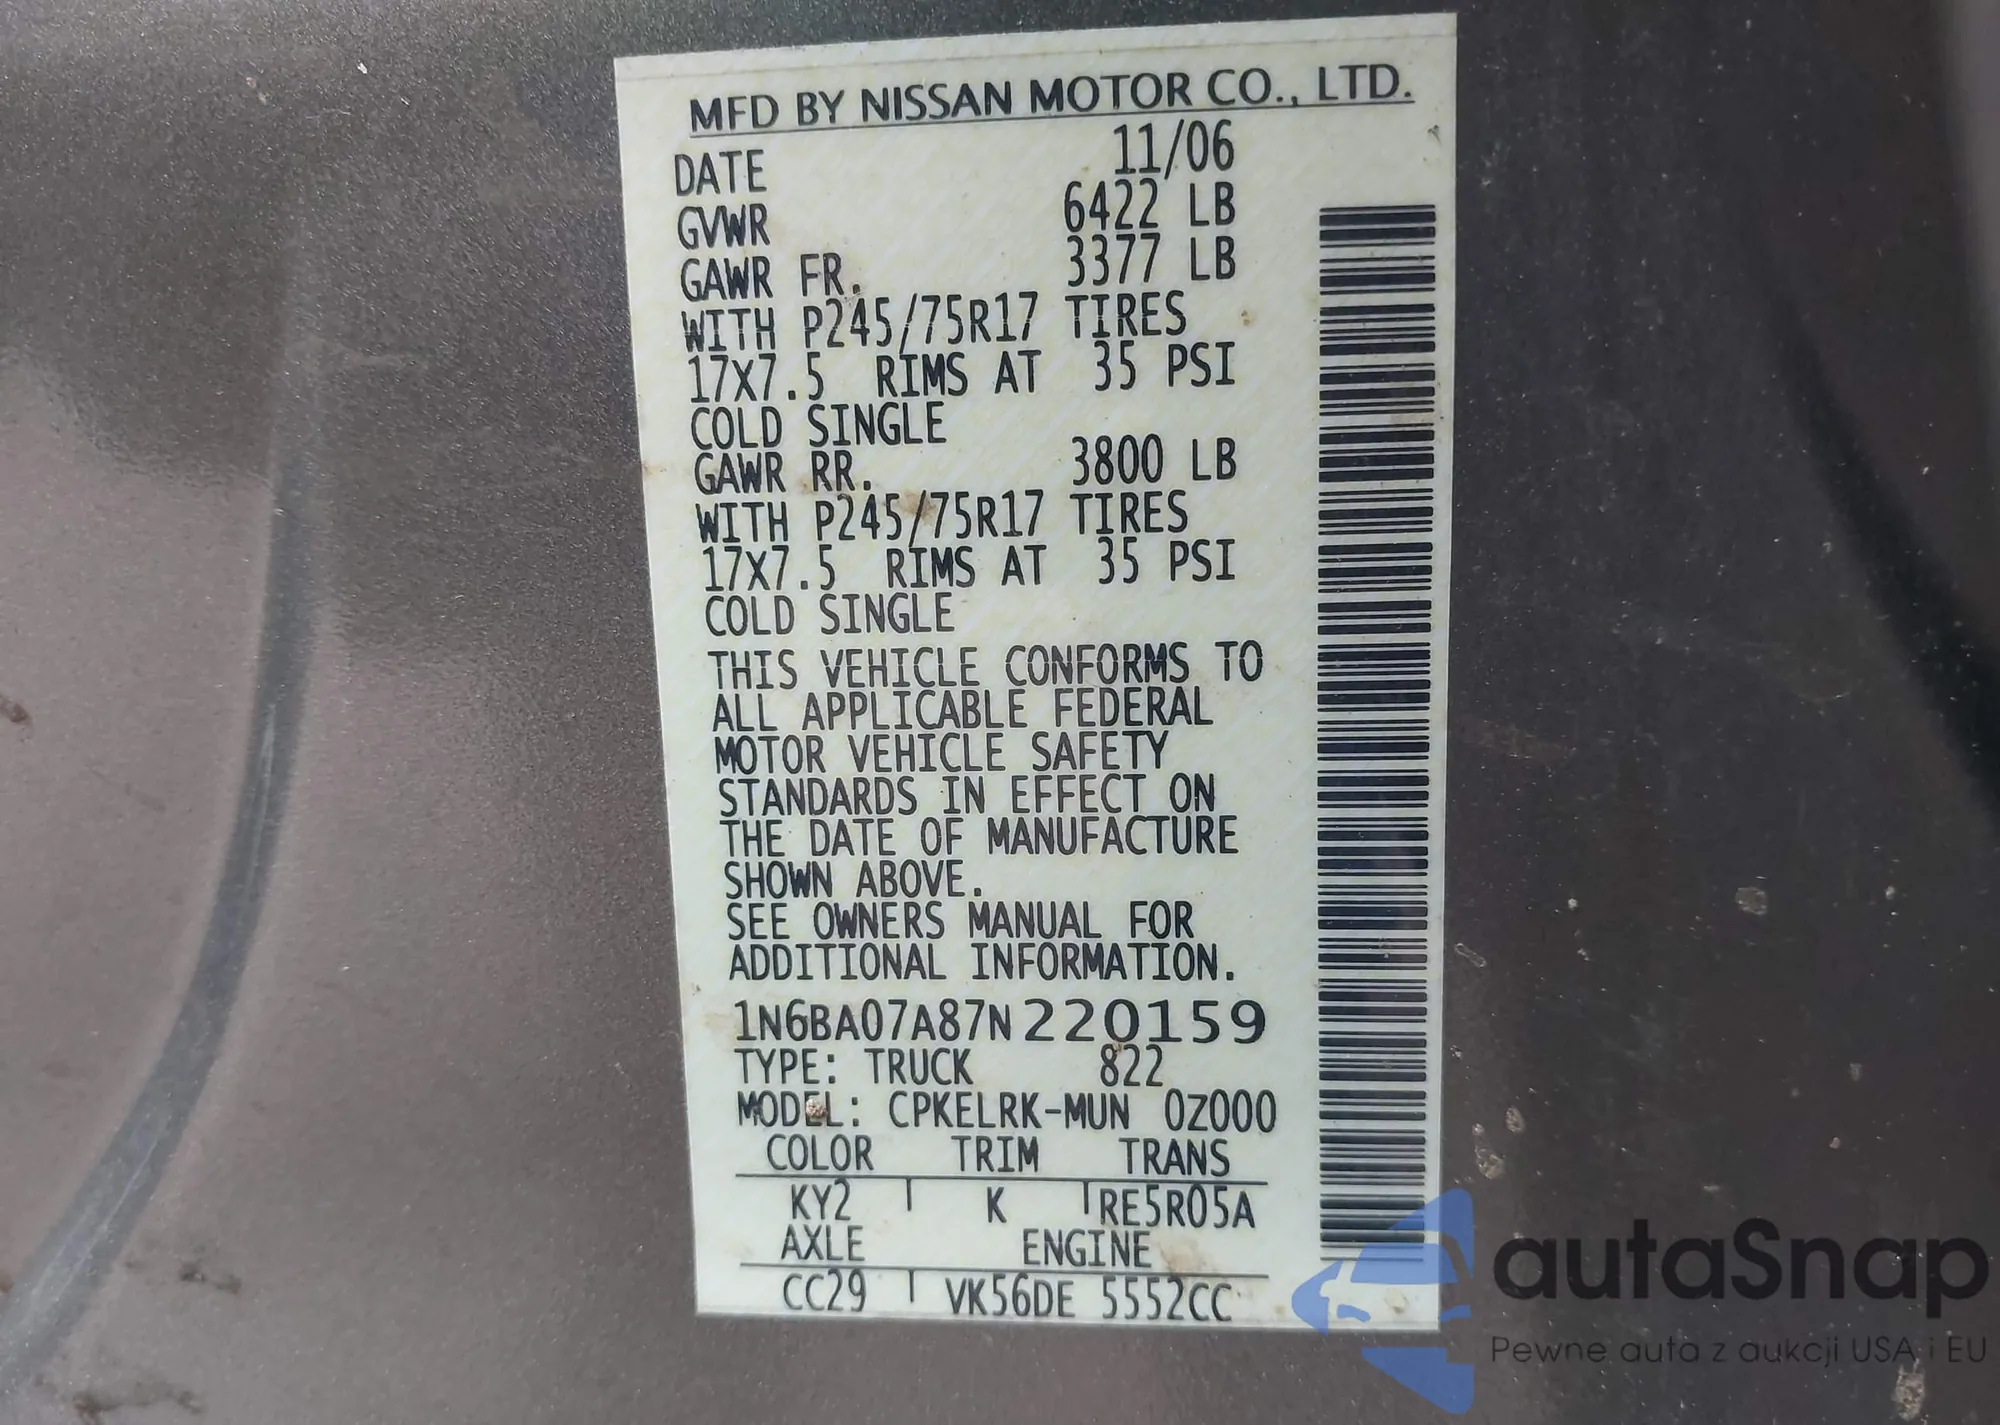 MFD BY NISSAN MOTOR CO., LTD.
DATE 11/06
GVWR 6422 LB
GAWR FR. 3377 LB
WITH P245/75R17 TIRES
17X7.5 RIMS AT 35 PSI
COLD SINGLE
GAWR RR. 3800 LB
WITH P245/75R17 TIRES
17X7.5 RIMS AT 35 PSI
COLD SINGLE
THIS VEHICLE CONFORMS TO
ALL APPLICABLE FEDERAL
MOTOR VEHICLE SAFETY
STANDARDS IN EFFECT ON
THE DATE OF MANUFACTURE
SHOWN ABOVE.
SEE OWNERS MANUAL FOR
ADDITIONAL INFORMATION.
1N6BA07A87N220159
TYPE: TRUCK 822
MODEL: CPKELRK-MUN 0Z000
COLOR TRIM TRANS
KY2 K RE5R05A
AXLE ENGINE
CC29 VK56DE 5552CC
autaSnap
Pewne auta z aukcji USA i EU